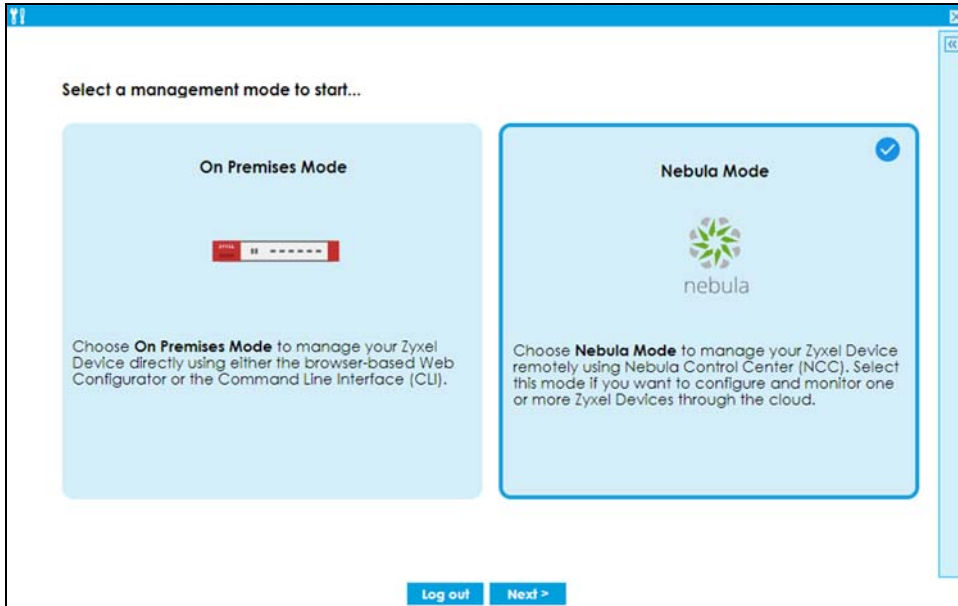 Select a management mode to start...
On Premises Mode
ZYXEL
Choose On Premises Mode to manage your Zyxel
Device directly using either the browser-based Web
Configurator or the Command Line Interface (CLI).
Nebula Mode
nebula
Choose Nebula Mode to manage your Zyxel Device
remotely using Nebula Control Center (NCC). Select
this mode if you want to configure and monitor one
or more Zyxel Devices through the cloud.
Log out
Next >